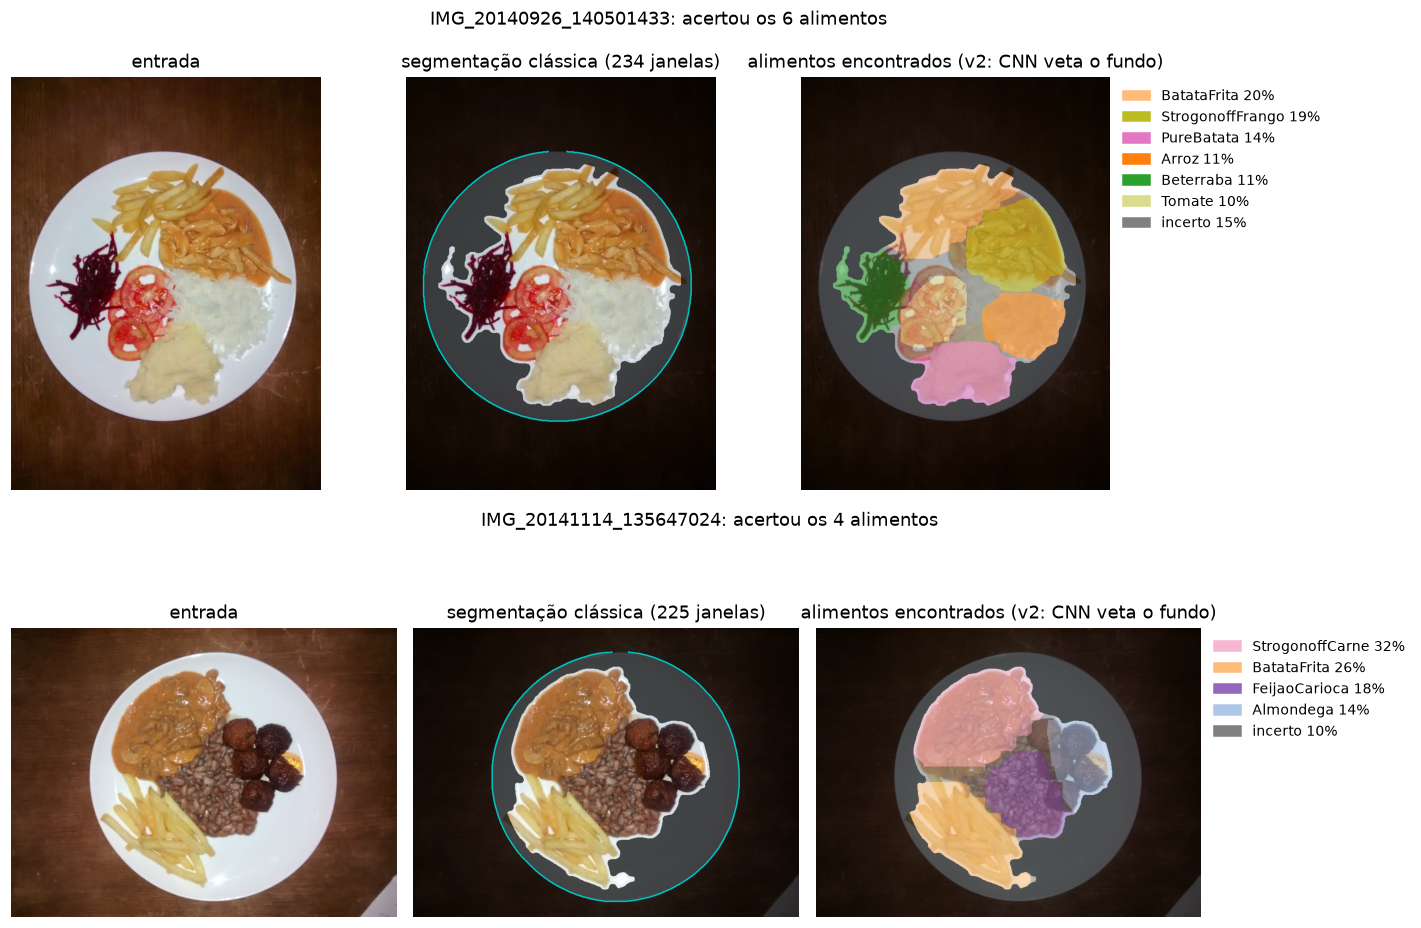 IMG_20140926_140501433: acertou os 6 alimentos
entrada
segmentação clássica (234 janelas)
alimentos encontrados (v2: CNN veta o fundo)
BatataFrita 20%
StrogonoffFrango 19%
PureBatata 14%
Arroz 11%
Beterraba 11%
Tomate 10%
incerto 15%
IMG_20141114_135647024: acertou os 4 alimentos
entrada
segmentação clássica (225 janelas)
alimentos encontrados (v2: CNN veta o fundo)
StrogonoffCarne 32%
BatataFrita 26%
FeijaoCarioca 18%
Almondega 14%
incerto 10%